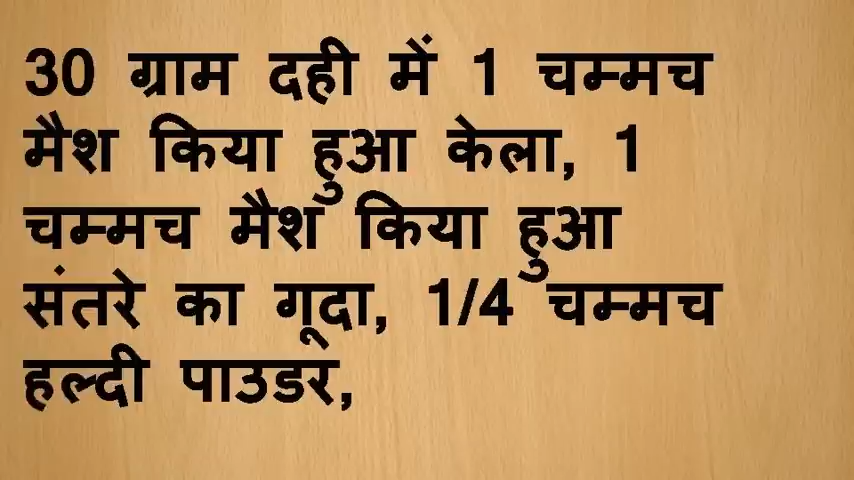 30 ग्राम दही में 1 चम्मच
मैश किया हुआ केला, 1
चम्मच मैश किया हुआ
संतरे का गूदा, 1/4 चम्मच
हल्दी पाउडर,